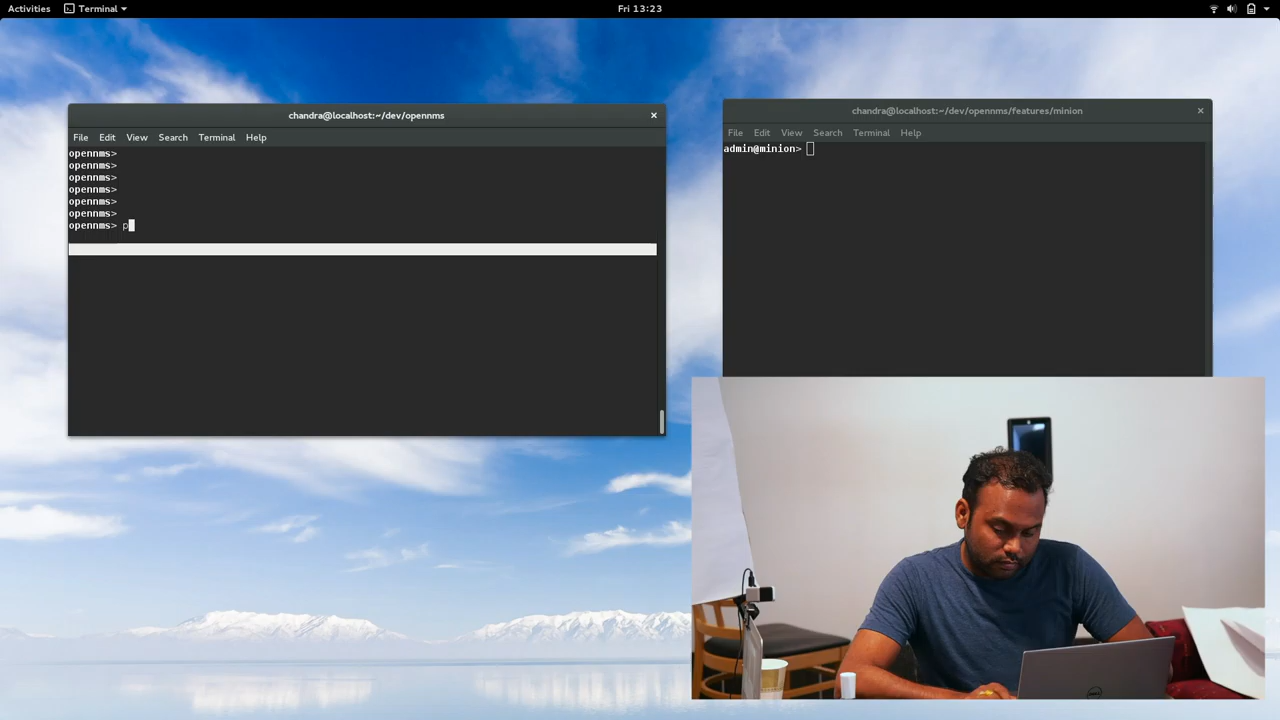 Activities Terminal Fri 13:23
chandra@localhost:~/dev/opennms
File Edit View Search Terminal Help
opennms>
opennms>
opennms>
opennms>
opennms>
opennms>
opennms> p
chandra@localhost:~/dev/opennms/features/minion
File Edit View Search Terminal Help
admin@minion>
DELL